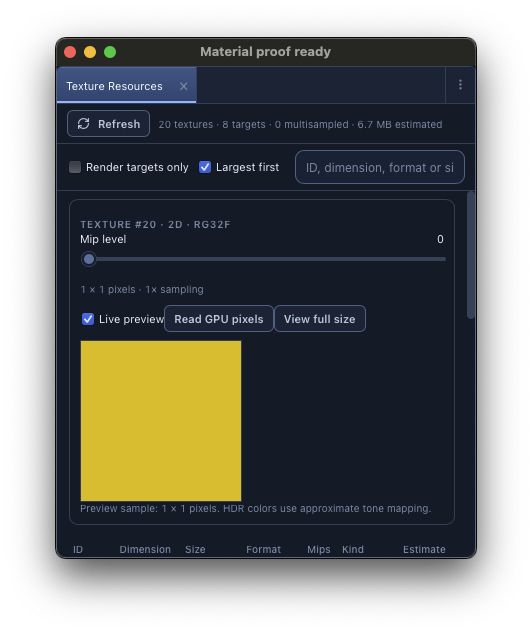 Material proof ready
Texture Resources
Refresh 20 textures · 8 targets · 0 multisampled · 6.7 MB estimated
Render targets only Largest first ID, dimension, format or si
TEXTURE #20 · 2D · RG32F
Mip level 0
1 × 1 pixels · 1× sampling
Live preview Read GPU pixels View full size
Preview sample: 1 × 1 pixels. HDR colors use approximate tone mapping.
ID Dimension Size Format Mips Kind Estimate